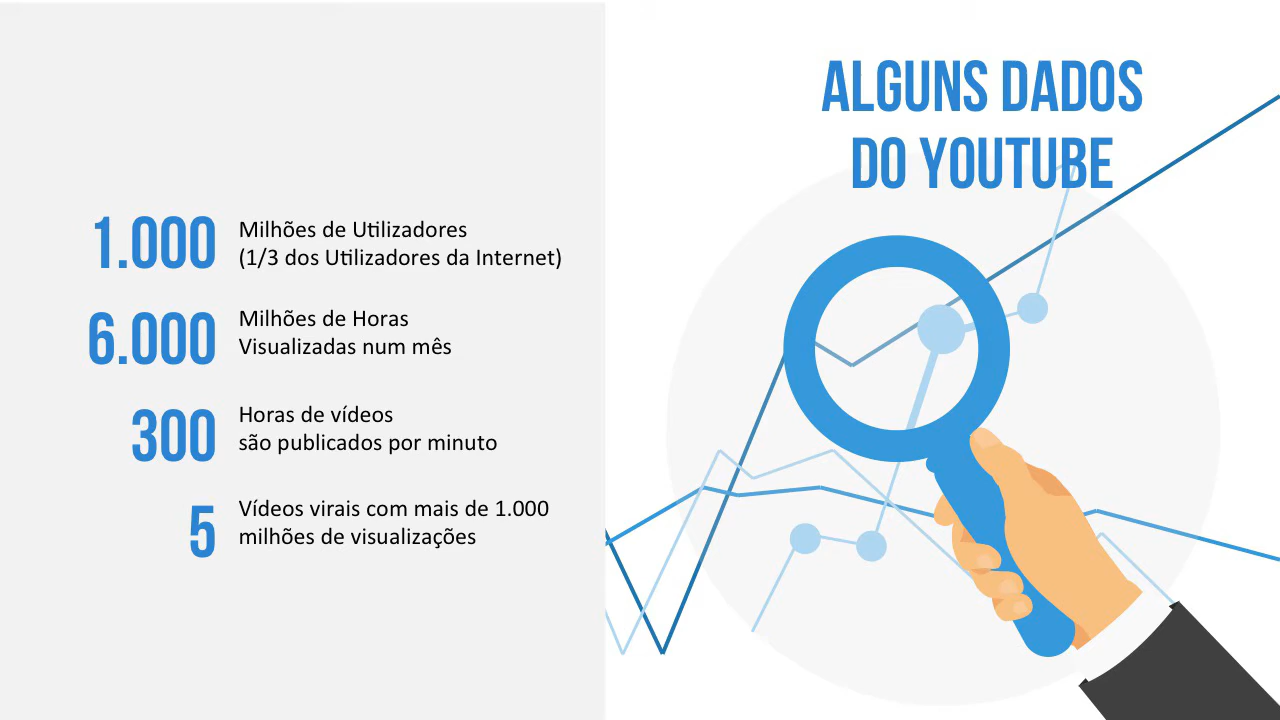 ALGUNS DADOS
DO YOUTUBE
1.000
Milhões de Utilizadores
(1/3 dos Utilizadores da Internet)
6.000
Milhões de Horas
Visualizadas num mês
300
Horas de vídeos
são publicados por minuto
5
Vídeos virais com mais de 1.000
milhões de visualizações